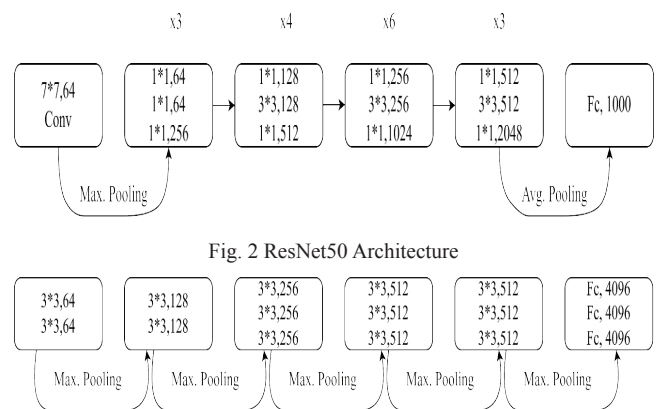 x3 x4 x6 x3
7*7,64
Conv
1*1,64
1*1,64
1*1,256
1*1,128
3*3,128
1*1,512
1*1,256
3*3,256
1*1,1024
1*1,512
3*3,512
1*1,2048
Fc, 1000
Max. Pooling
Avg. Pooling
Fig. 2 ResNet50 Architecture
3*3,64
3*3,64
3*3,128
3*3,128
3*3,256
3*3,256
3*3,256
3*3,512
3*3,512
3*3,512
3*3,512
3*3,512
3*3,512
Fc, 4096
Fc, 4096
Fc, 4096
Max. Pooling
Max. Pooling
Max. Pooling
Max. Pooling
Max. Pooling